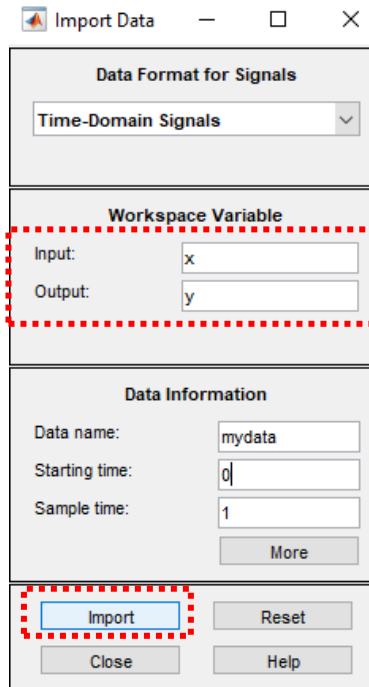 Import Data
Data Format for Signals
Time-Domain Signals
Workspace Variable
Input: x
Output: y
Data Information
Data name: mydata
Starting time: 0
Sample time: 1
More
Import Reset
Close Help